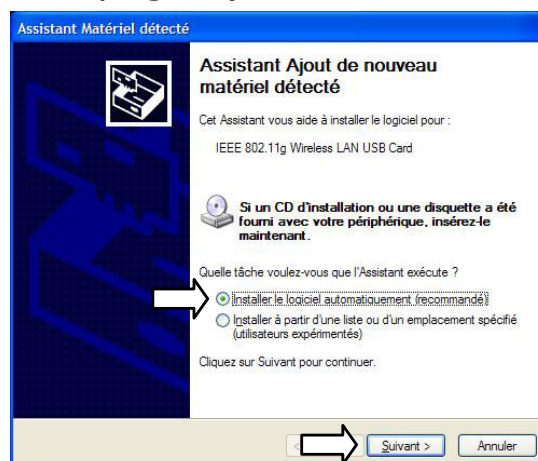 Assistant Matériel détecté
Assistant Ajout de nouveau
matériel détecté
Cet Assistant vous aide à installer le logiciel pour :
IEEE 802.11g Wireless LAN USB Card
Si un CD d'installation ou une disquette a été
fourni avec votre périphérique, insérez-le
maintenant.
Quelle tâche voulez-vous que l'Assistant exécute ?
Installer le logiciel automatiquement (recommandé)
Installer à partir d'une liste ou d'un emplacement spécifié
(utilisateurs expérimentés)
Cliquez sur Suivant pour continuer.
< Suivant > Annuler